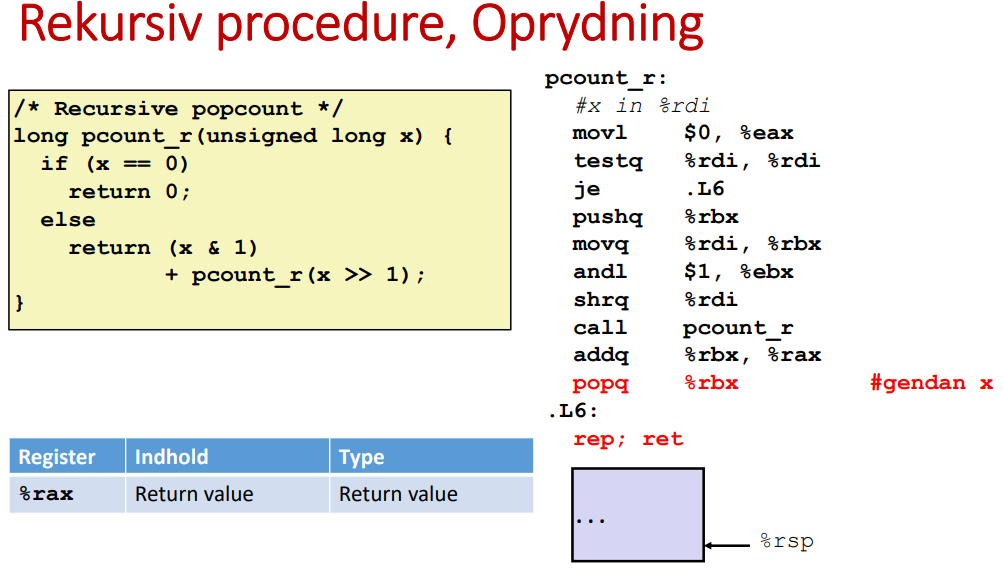 Rekursiv procedure, Oprydning
/* Recursive popcount */
long pcount_r(unsigned long x) {
  if (x == 0)
    return 0;
  else
    return (x & 1)
           + pcount_r(x >> 1);
}
pcount_r:
  #x in %rdi
  movl    $0, %eax
  testq   %rdi, %rdi
  je      .L6
  pushq   %rbx
  movq    %rdi, %rbx
  andl    $1, %ebx
  shrq    %rdi
  call    pcount_r
  addq    %rbx, %rax
  popq    %rbx          #gendan x
.L6:
  rep; ret
Register Indhold Type
%rax Return value Return value
...
%rsp